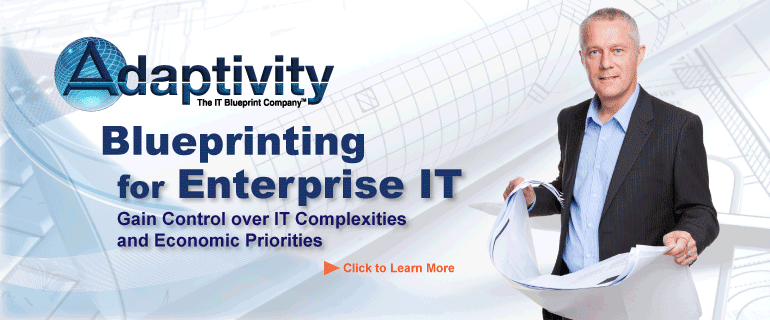 Adaptivity
The IT Blueprint Company™
Blueprinting
for Enterprise IT
Gain Control over IT Complexities
and Economic Priorities
Click to Learn More